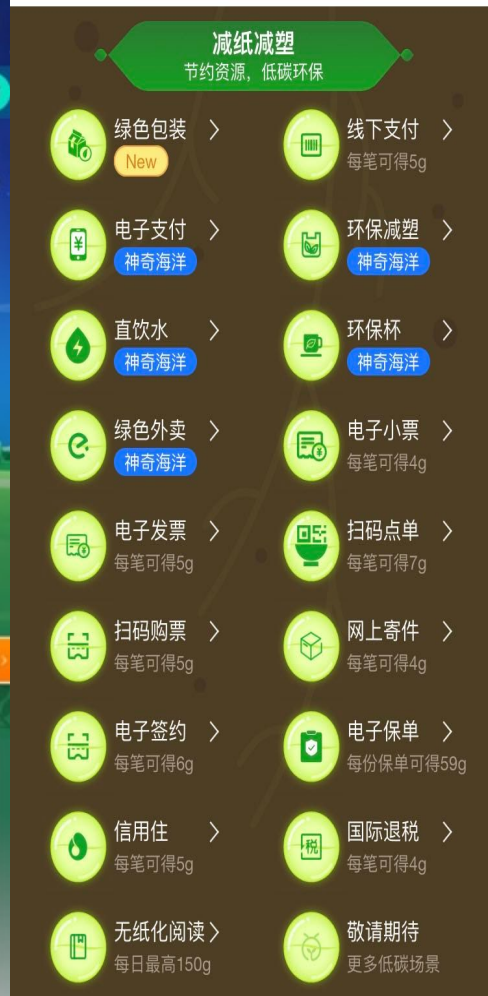 减纸减塑
节约资源，低碳环保
绿色包装
New
线下支付
每笔可得5g
电子支付
神奇海洋
环保减塑
神奇海洋
直饮水
神奇海洋
环保杯
神奇海洋
绿色外卖
神奇海洋
电子小票
每笔可得4g
电子发票
每笔可得5g
扫码点单
每笔可得7g
扫码购票
每笔可得5g
网上寄件
每笔可得4g
电子签约
每笔可得6g
电子保单
每份保单可得59g
信用住
每笔可得5g
税
国际退税
每笔可得4g
无纸化阅读
每日最高150g
敬请期待
更多低碳场景